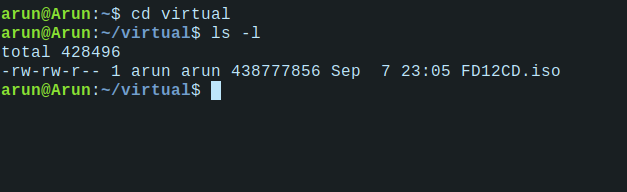 arun@Arun:~$ cd virtual
arun@Arun:~/virtual$ ls -l
total 428496
-rw-rw-r-- 1 arun arun 438777856 Sep  7 23:05 FD12CD.iso
arun@Arun:~/virtual$